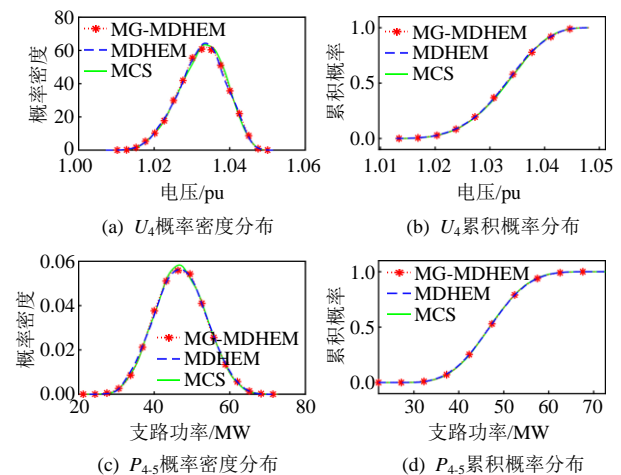 概率密度
80
60
40
20
0
MG-MDHEM
MDHEM
MCS
1.00 1.02 1.04 1.06
电压/pu
(a) U4概率密度分布
累积概率
1.0
0.5
0.0
MG-MDHEM
MDHEM
MCS
1.01 1.03 1.04 1.05
电压/pu
(b) U4累积概率分布
概率密度
0.06
0.04
0.02
0.00
MG-MDHEM
MDHEM
MCS
20 40 60 80
支路功率/MW
(c) P4-5概率密度分布
累积概率
1.0
0.5
0.0
MG-MDHEM
MDHEM
MCS
30 40 50 60 70
支路功率/MW
(d) P4-5累积概率分布